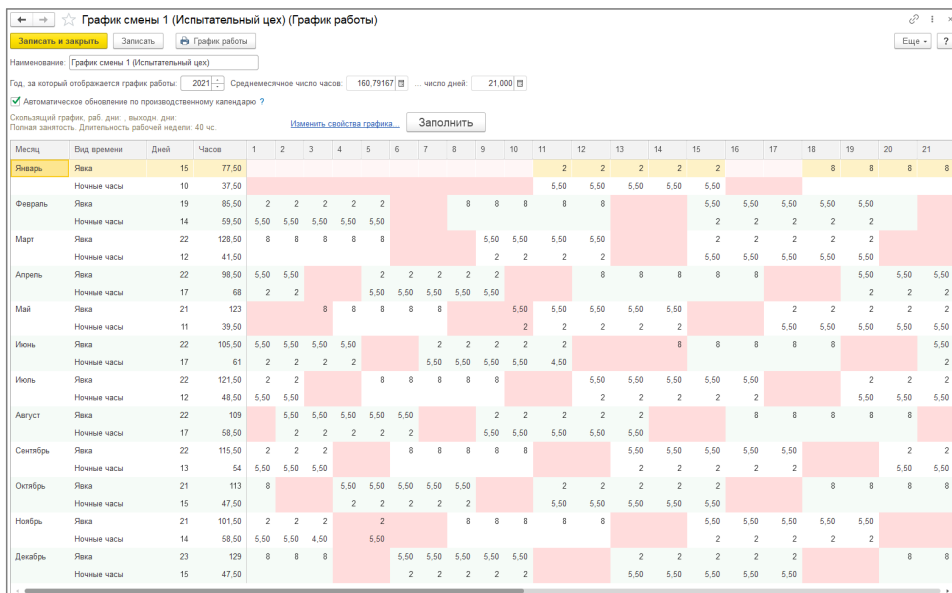 График смены 1 (Испытательный цех) (График работы)
Записать и закрыть Записать График работы Еще - ?
Наименование: График смены 1 (Испытательный цех)
Год, за который отображается график работы: 2021 Среднемесячное число часов: 160,79167 ... число дней: 21,000
Автоматическое обновление по производственному календарю ?
Скользящий график, раб. дни: , выходн. дни:
Полная занятость. Длительность рабочей недели: 40 чс.
Изменить свойства графика... Заполнить
Месяц Вид времени Дней Часов 1 2 3 4 5 6 7 8 9 10 11 12 13 14 15 16 17 18 19 20 21
Январь Явка 15 77,50 2 2 2 2 2 8 8 8 8
Ночные часы 10 37,50 5,50 5,50 5,50 5,50 5,50
Февраль Явка 19 85,50 2 2 2 2 2 8 8 8 8 5,50 5,50 5,50 5,50 5,50
Ночные часы 14 59,50 5,50 5,50 5,50 5,50 5,50 2 2 2 2 2
Март Явка 22 128,50 8 8 8 8 8 5,50 5,50 5,50 5,50 2 2 2 2 2
Ночные часы 12 41,50 2 2 2 2 5,50 5,50 5,50 5,50 5,50
Апрель Явка 22 98,50 5,50 5,50 2 2 2 2 2 8 8 8 8 8 5,50 5,50 5,50
Ночные часы 17 68 2 2 5,50 5,50 5,50 5,50 5,50 2 2 2
Май Явка 21 123 8 8 8 8 8 5,50 5,50 5,50 5,50 5,50 2 2 2 2 2
Ночные часы 11 39,50 2 2 2 2 2 5,50 5,50 5,50 5,50 5,50
Июнь Явка 22 105,50 5,50 5,50 5,50 5,50 2 2 2 2 2 8 8 8 8 8 5,50
Ночные часы 17 61 2 2 2 2 5,50 5,50 5,50 5,50 4,50 2
Июль Явка 22 121,50 2 2 8 8 8 8 8 5,50 5,50 5,50 5,50 5,50 2 2 2
Ночные часы 12 48,50 5,50 5,50 2 2 2 2 2 5,50 5,50 5,50
Август Явка 22 109 5,50 5,50 5,50 5,50 5,50 2 2 2 2 2 8 8 8 8 8
Ночные часы 17 58,50 2 2 2 2 2 5,50 5,50 5,50 5,50 5,50
Сентябрь Явка 22 115,50 2 2 2 8 8 8 8 8 5,50 5,50 5,50 5,50 5,50 2 2
Ночные часы 13 54 5,50 5,50 5,50 2 2 2 2 2 5,50 5,50
Октябрь Явка 21 113 8 5,50 5,50 5,50 5,50 5,50 2 2 2 2 2 8 8 8 8
Ночные часы 15 47,50 2 2 2 2 2 5,50 5,50 5,50 5,50 5,50
Ноябрь Явка 21 101,50 2 2 2 2 8 8 8 8 8 5,50 5,50 5,50 5,50 5,50
Ночные часы 14 58,50 5,50 5,50 4,50 5,50 2 2 2 2 2
Декабрь Явка 23 129 8 8 8 5,50 5,50 5,50 5,50 5,50 2 2 2 2 2 8 8
Ночные часы 15 47,50 2 2 2 2 2 5,50 5,50 5,50 5,50 5,50